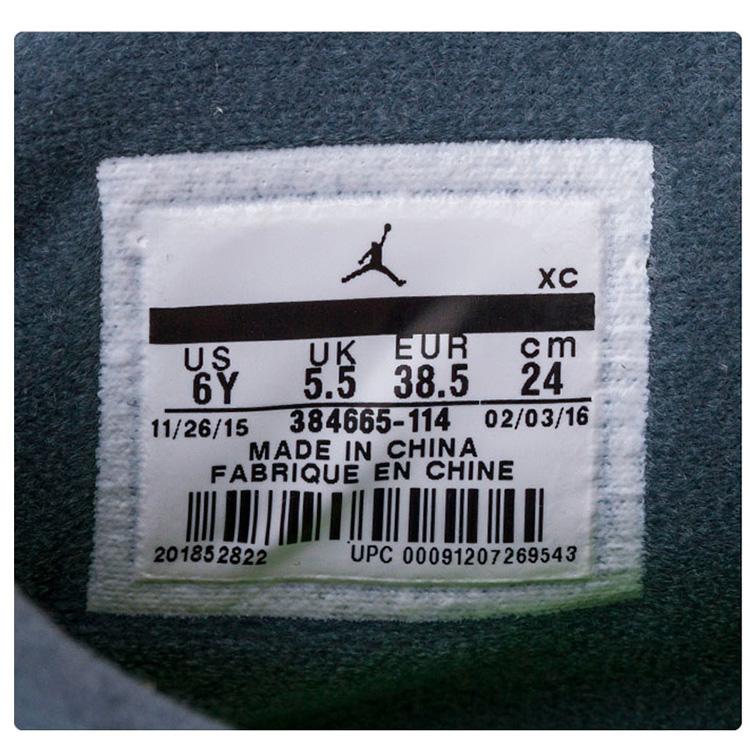 XC
US UK EUR cm
6Y 5.5 38.5 24
11/26/15 384665-114 02/03/16
MADE IN CHINA
FABRIQUE EN CHINE
201852822 UPC 00091207269543